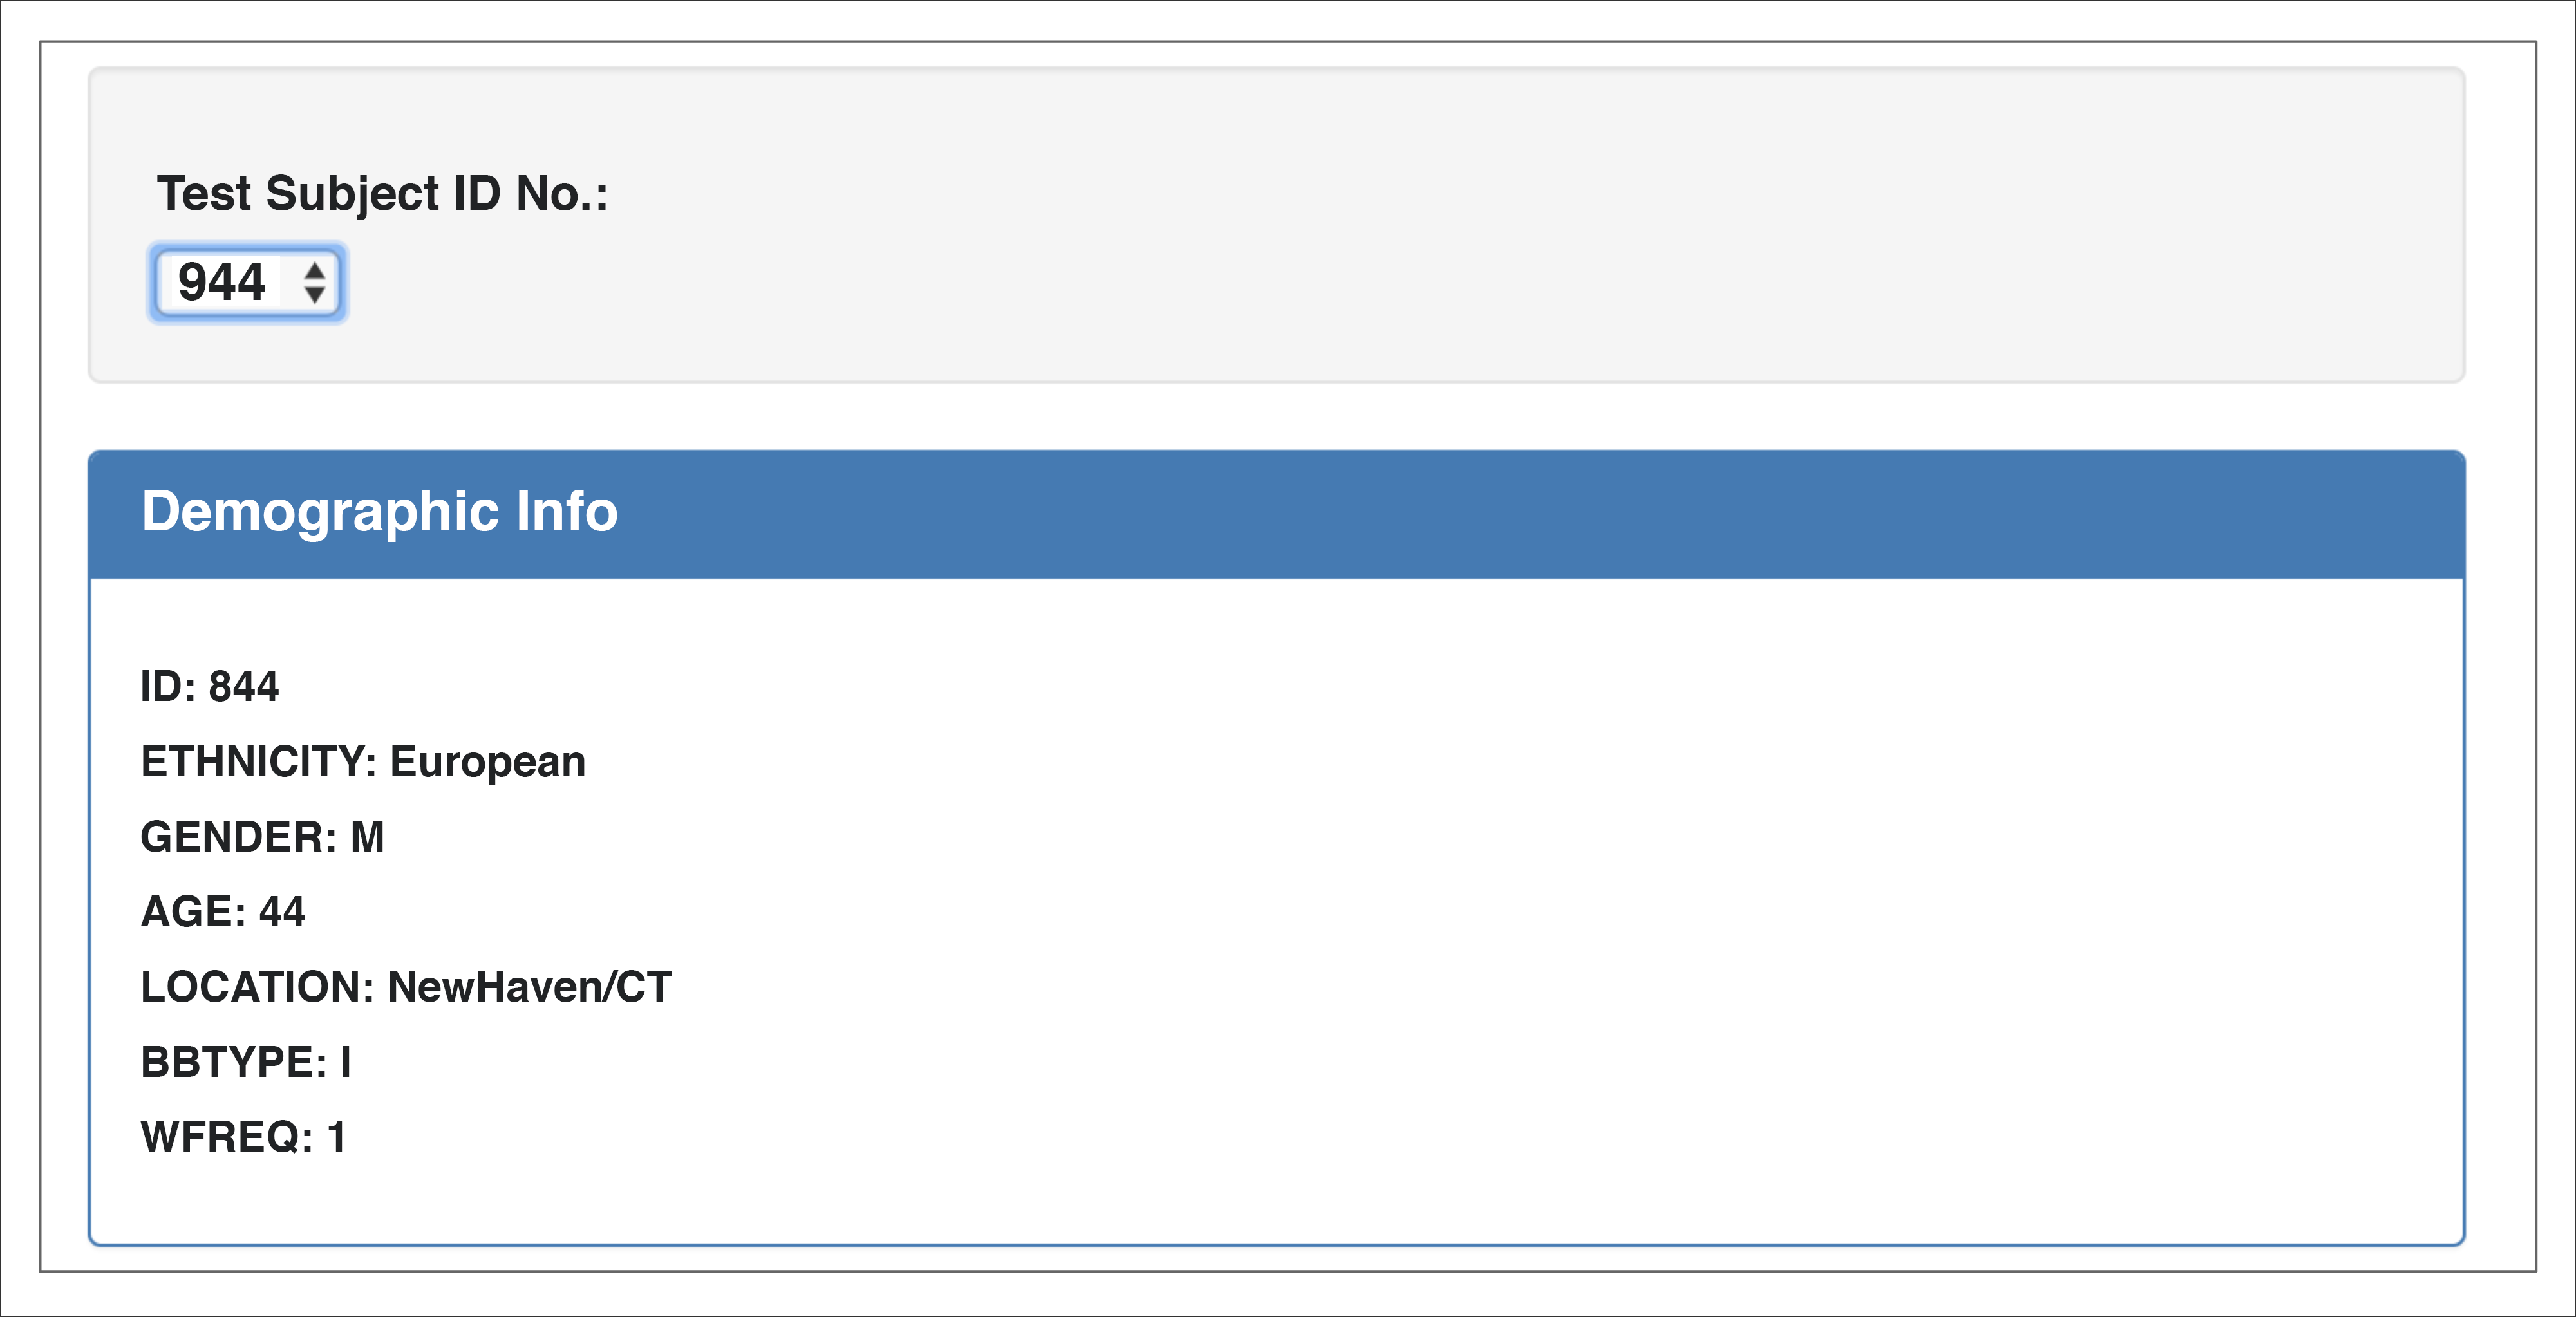 Test Subject ID No.:
944
Demographic Info
ID: 844
ETHNICITY: European
GENDER: M
AGE: 44
LOCATION: NewHaven/CT
BBTYPE: I
WFREQ: 1